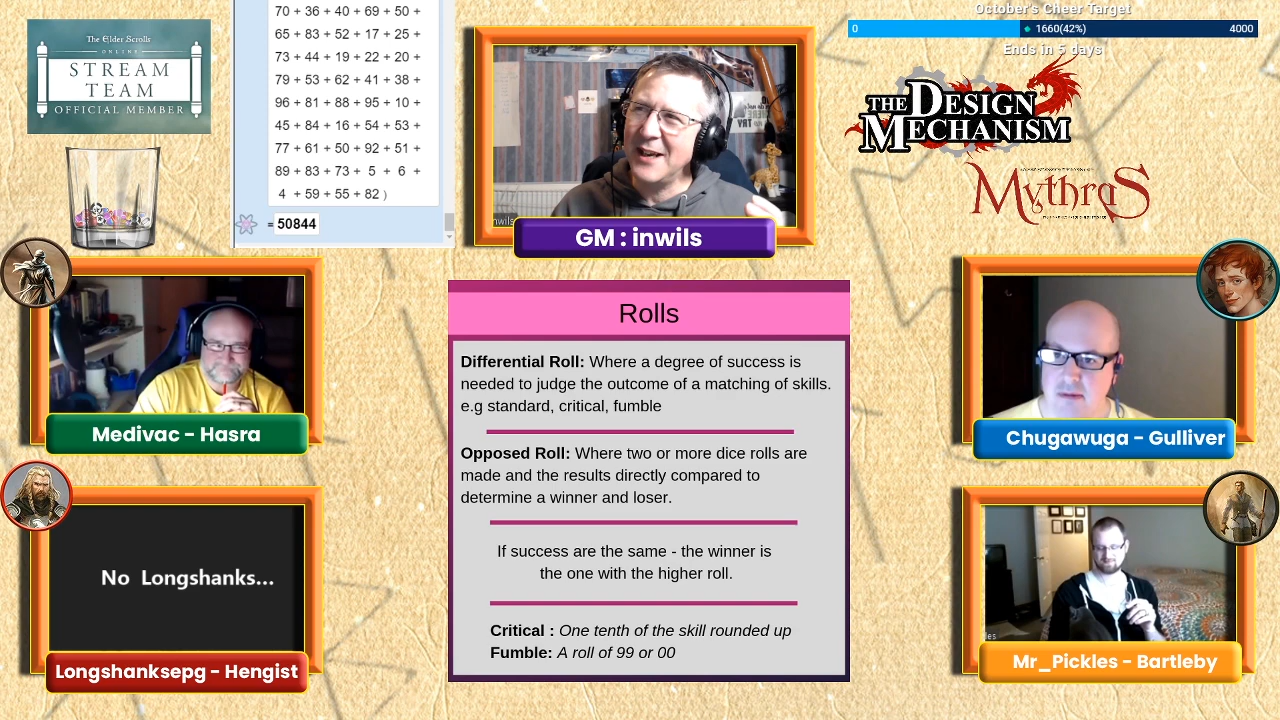 The Elder Scrolls
ONLINE
STREAM
TEAM
OFFICIAL MEMBER
70 + 36 + 40 + 69 + 50 +
65 + 83 + 52 + 17 + 25 +
73 + 44 + 19 + 22 + 20 +
79 + 53 + 62 + 41 + 38 +
96 + 81 + 88 + 95 + 10 +
45 + 84 + 16 + 54 + 53 +
77 + 61 + 50 + 92 + 51 +
89 + 83 + 73 + 5 + 6 +
4 + 59 + 55 + 82 )
= 50844
inwils
GM : inwils
October's Cheer Target
0 1660(42%) 4000
Ends in 5 days
THE DESIGN
MECHANISM
MYTHRAS
Medivac - Hasra
No Longshanks...
Longshanksepg - Hengist
Rolls
Differential Roll: Where a degree of success is
needed to judge the outcome of a matching of skills.
e.g standard, critical, fumble
Opposed Roll: Where two or more dice rolls are
made and the results directly compared to
determine a winner and loser.
If success are the same - the winner is
the one with the higher roll.
Critical : One tenth of the skill rounded up
Fumble: A roll of 99 or 00
Chugawuga - Gulliver
Mr_Pickles - Bartleby